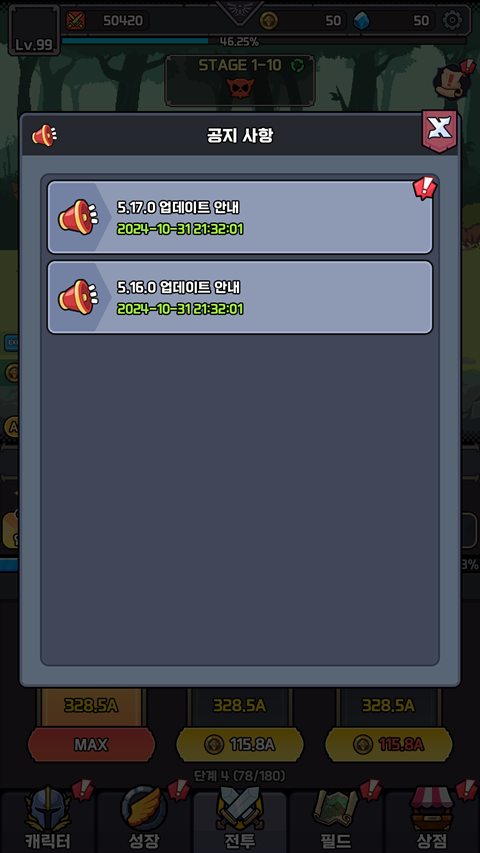 Lv.99
50420
50
50
46.25%
STAGE 1-10
공지 사항
X
5.17.0 업데이트 안내
2024-10-31 21:32:01
5.16.0 업데이트 안내
2024-10-31 21:32:01
3%
328.5A
328.5A
328.5A
MAX
115.8A
115.8A
단계 4 (78/180)
캐릭터
성장
전투
필드
상점